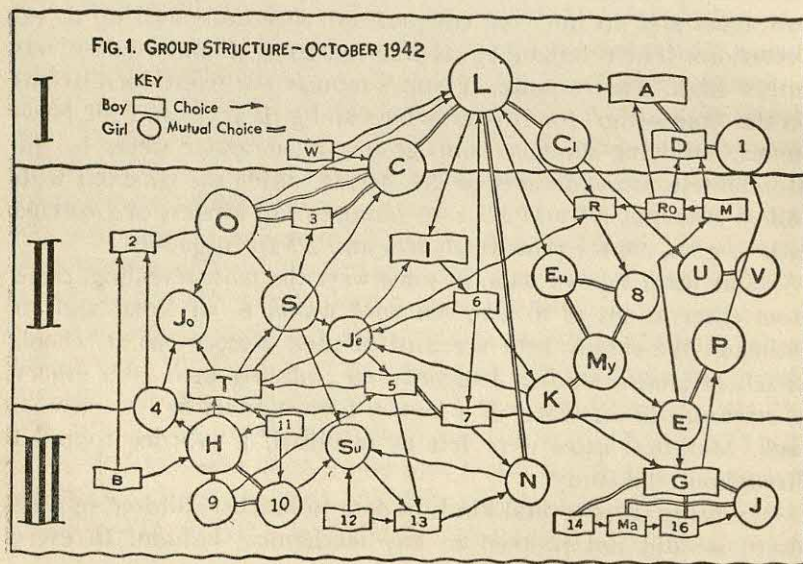 FIG. 1. GROUP STRUCTURE - OCTOBER 1942
KEY
Boy Choice
Girl Mutual Choice
I
L
A
W
C
Ci
D
1
R
Ro
M
II
2
O
3
I
6
Eu
8
U
V
Jo
S
Je
My
P
5
K
4
7
E
III
H
11
Su
N
G
B
9
10
12
13
14
Ma
16
J